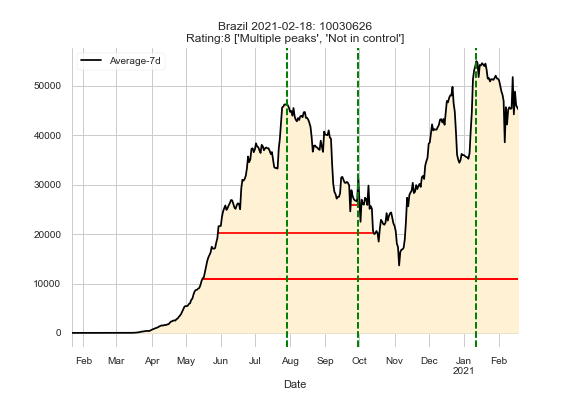 Brazil 2021-02-18: 10030626
Rating:8 ['Multiple peaks', 'Not in control']
Average-7d
50000
40000
30000
20000
10000
0
Feb Mar Apr May Jun Jul Aug Sep Oct Nov Dec Jan Feb
2021
Date